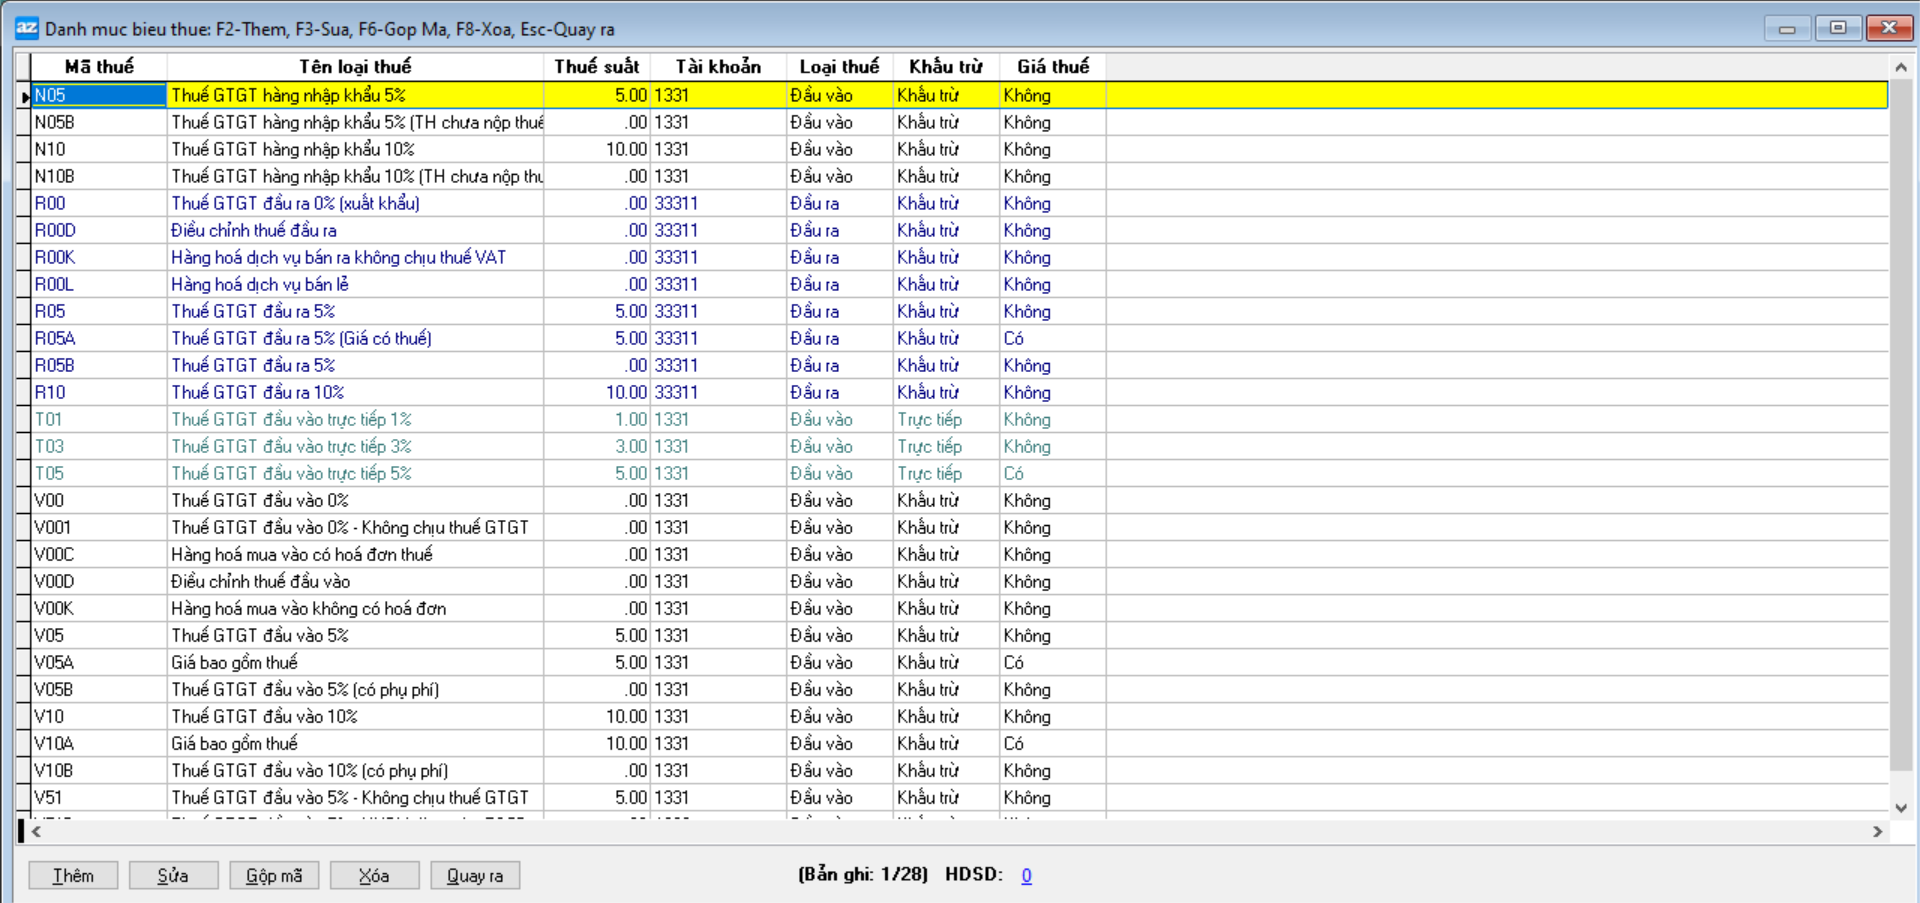 az Danh muc bieu thue: F2-Them, F3-Sua, F6-Gop Ma, F8-Xoa, Esc-Quay ra
Mã thuế Tên loại thuế Thuế suất Tài khoản Loại thuế Khấu trừ Giá thuế
N05 Thuế GTGT hàng nhập khẩu 5% 5.00 1331 Đầu vào Khấu trừ Không
N05B Thuế GTGT hàng nhập khẩu 5% (TH chưa nộp thuế .00 1331 Đầu vào Khấu trừ Không
N10 Thuế GTGT hàng nhập khẩu 10% 10.00 1331 Đầu vào Khấu trừ Không
N10B Thuế GTGT hàng nhập khẩu 10% (TH chưa nộp thu .00 1331 Đầu vào Khấu trừ Không
R00 Thuế GTGT đầu ra 0% (xuất khẩu) .00 33311 Đầu ra Khấu trừ Không
R00D Điều chỉnh thuế đầu ra .00 33311 Đầu ra Khấu trừ Không
R00K Hàng hoá dịch vụ bán ra không chịu thuế VAT .00 33311 Đầu ra Khấu trừ Không
R00L Hàng hoá dịch vụ bán lẻ .00 33311 Đầu ra Khấu trừ Không
R05 Thuế GTGT đầu ra 5% 5.00 33311 Đầu ra Khấu trừ Không
R05A Thuế GTGT đầu ra 5% (Giá có thuế) 5.00 33311 Đầu ra Khấu trừ Có
R05B Thuế GTGT đầu ra 5% .00 33311 Đầu ra Khấu trừ Không
R10 Thuế GTGT đầu ra 10% 10.00 33311 Đầu ra Khấu trừ Không
T01 Thuế GTGT đầu vào trực tiếp 1% 1.00 1331 Đầu vào Trực tiếp Không
T03 Thuế GTGT đầu vào trực tiếp 3% 3.00 1331 Đầu vào Trực tiếp Không
T05 Thuế GTGT đầu vào trực tiếp 5% 5.00 1331 Đầu vào Trực tiếp Có
V00 Thuế GTGT đầu vào 0% .00 1331 Đầu vào Khấu trừ Không
V001 Thuế GTGT đầu vào 0% - Không chịu thuế GTGT .00 1331 Đầu vào Khấu trừ Không
V00C Hàng hoá mua vào có hoá đơn thuế .00 1331 Đầu vào Khấu trừ Không
V00D Điều chỉnh thuế đầu vào .00 1331 Đầu vào Khấu trừ Không
V00K Hàng hoá mua vào không có hoá đơn .00 1331 Đầu vào Khấu trừ Không
V05 Thuế GTGT đầu vào 5% 5.00 1331 Đầu vào Khấu trừ Không
V05A Giá bao gồm thuế 5.00 1331 Đầu vào Khấu trừ Có
V05B Thuế GTGT đầu vào 5% (có phụ phí) .00 1331 Đầu vào Khấu trừ Không
V10 Thuế GTGT đầu vào 10% 10.00 1331 Đầu vào Khấu trừ Không
V10A Giá bao gồm thuế 10.00 1331 Đầu vào Khấu trừ Có
V10B Thuế GTGT đầu vào 10% (có phụ phí) .00 1331 Đầu vào Khấu trừ Không
V51 Thuế GTGT đầu vào 5% - Không chịu thuế GTGT 5.00 1331 Đầu vào Khấu trừ Không
Thêm Sửa Gộp mã Xóa Quay ra (Bản ghi: 1/28) HDSD: 0